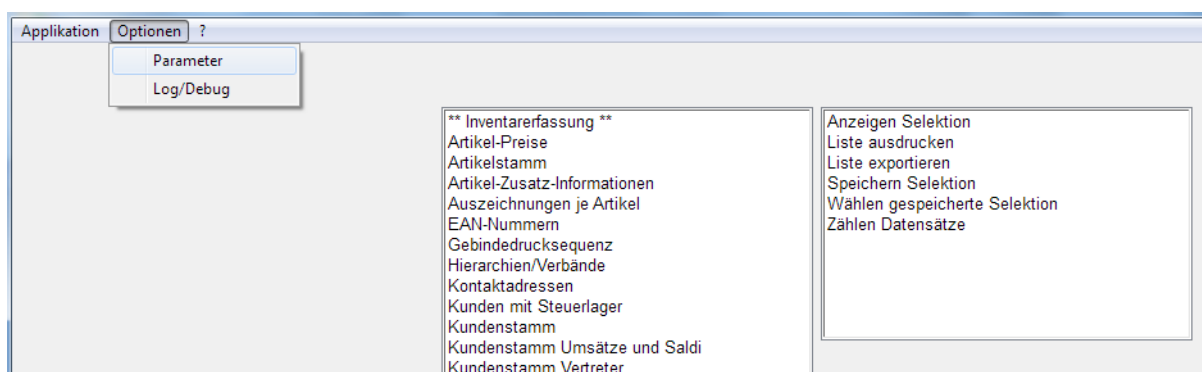 Applikation Optionen ?
Parameter
Log/Debug
** Inventarerfassung **
Artikel-Preise
Artikelstamm
Artikel-Zusatz-Informationen
Auszeichnungen je Artikel
EAN-Nummern
Gebindedrucksequenz
Hierarchien/Verbände
Kontaktadressen
Kunden mit Steuerlager
Kundenstamm
Kundenstamm Umsätze und Saldi
Kundenstamm Vertreter
Anzeigen Selektion
Liste ausdrucken
Liste exportieren
Speichern Selektion
Wählen gespeicherte Selektion
Zählen Datensätze